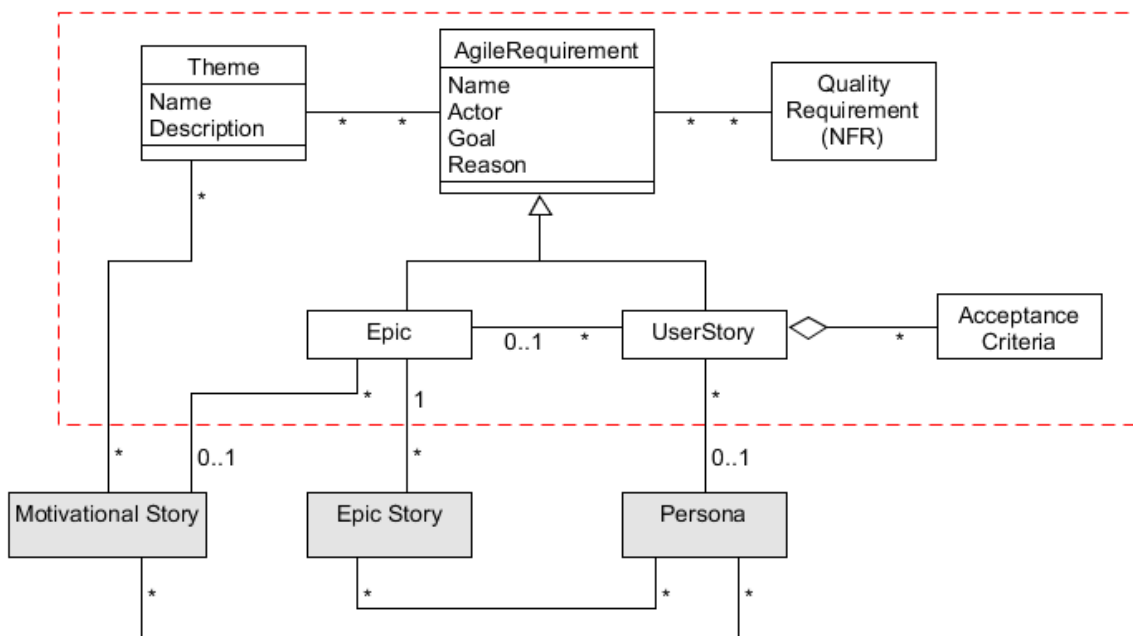 Theme
Name
Description
AgileRequirement
Name
Actor
Goal
Reason
Quality
Requirement
(NFR)
* *
* *
*
Epic
UserStory
Acceptance
Criteria
0..1 *
*
* 1 *
* 0..1 * 0..1
Motivational Story
Epic Story
Persona
* * * *